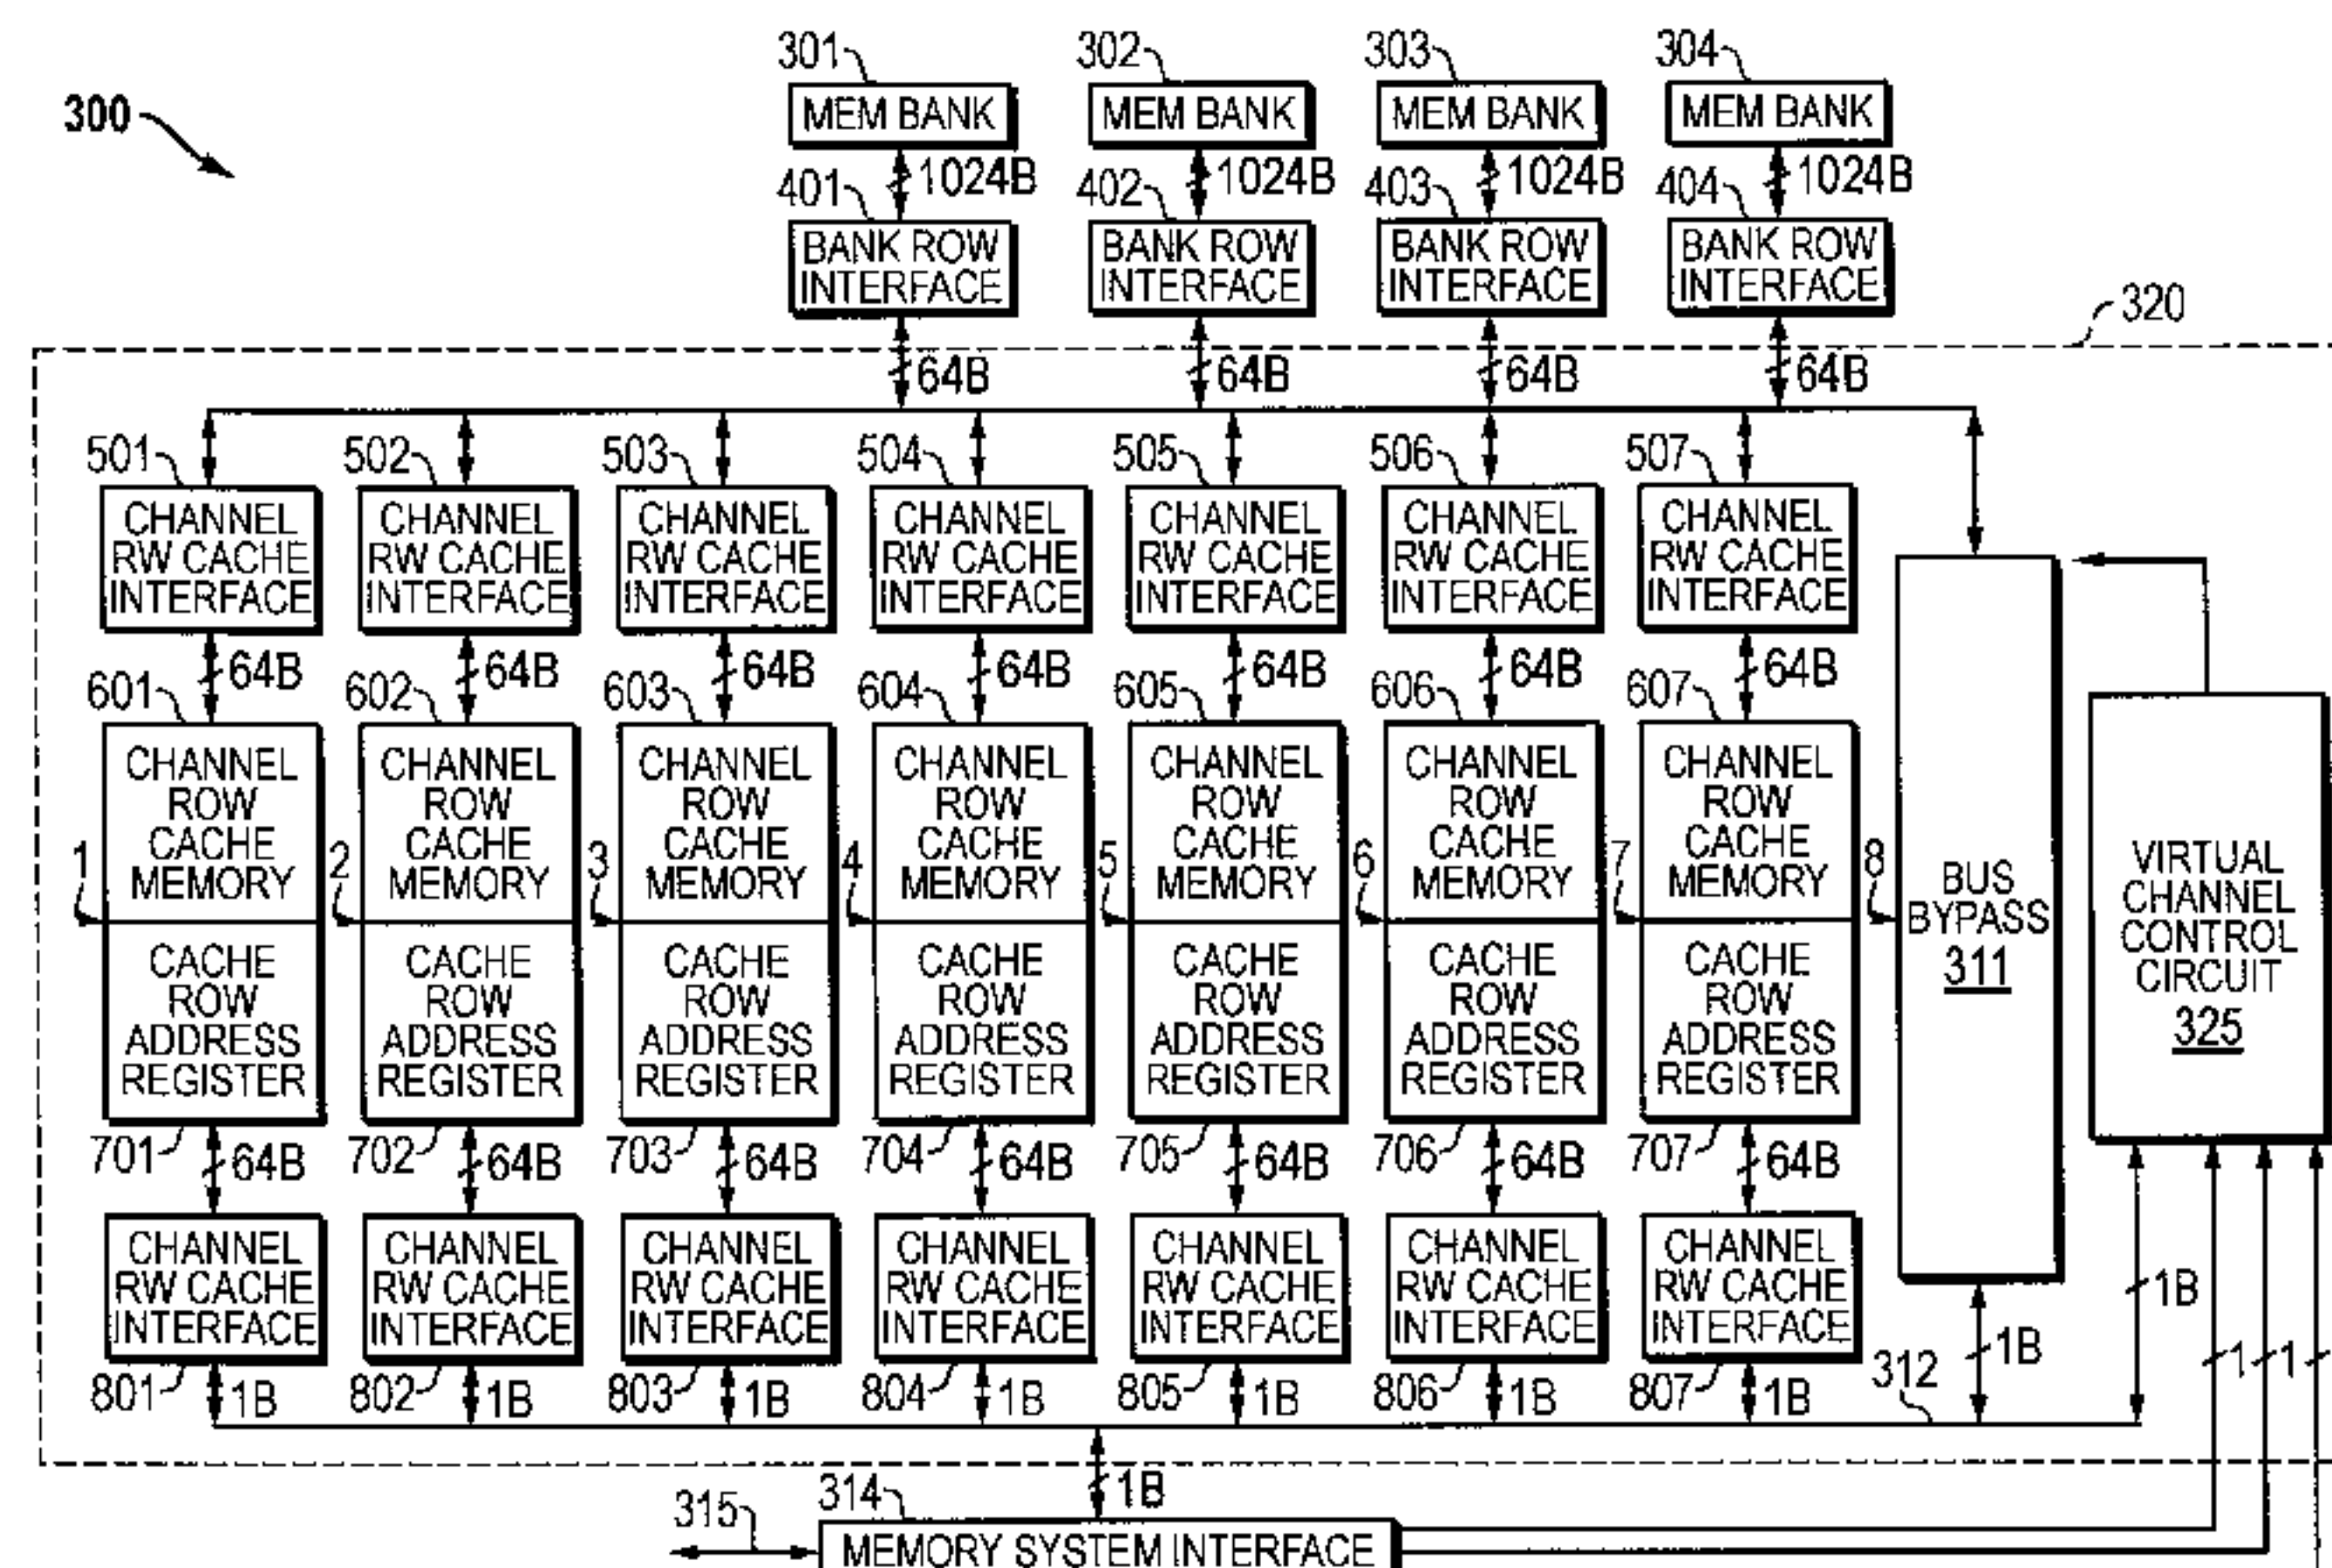 300
301 302 303 304
MEM BANK MEM BANK MEM BANK MEM BANK
1024B 1024B 1024B 1024B
401 402 403 404
BANK ROW BANK ROW BANK ROW BANK ROW
INTERFACE INTERFACE INTERFACE INTERFACE
320
64B 64B 64B 64B
501 502 503 504 505 506 507
CHANNEL CHANNEL CHANNEL CHANNEL CHANNEL CHANNEL CHANNEL
RW CACHE RW CACHE RW CACHE RW CACHE RW CACHE RW CACHE RW CACHE
INTERFACE INTERFACE INTERFACE INTERFACE INTERFACE INTERFACE INTERFACE
64B 64B 64B 64B 64B 64B 64B
601 602 603 604 605 606 607
CHANNEL CHANNEL CHANNEL CHANNEL CHANNEL CHANNEL CHANNEL
ROW ROW ROW ROW ROW ROW ROW
CACHE CACHE CACHE CACHE CACHE CACHE CACHE
MEMORY MEMORY MEMORY MEMORY MEMORY MEMORY MEMORY
1 2 3 4 5 6 7 8
BUS
BYPASS
311
VIRTUAL
CHANNEL
CONTROL
CIRCUIT
325
CACHE CACHE CACHE CACHE CACHE CACHE CACHE
ROW ROW ROW ROW ROW ROW ROW
ADDRESS ADDRESS ADDRESS ADDRESS ADDRESS ADDRESS ADDRESS
REGISTER REGISTER REGISTER REGISTER REGISTER REGISTER REGISTER
701 64B 702 64B 703 64B 704 64B 705 64B 706 64B 707 64B
CHANNEL CHANNEL CHANNEL CHANNEL CHANNEL CHANNEL CHANNEL
RW CACHE RW CACHE RW CACHE RW CACHE RW CACHE RW CACHE RW CACHE
INTERFACE INTERFACE INTERFACE INTERFACE INTERFACE INTERFACE INTERFACE
1B 1B 1 1
801 1B 802 1B 803 1B 804 1B 805 1B 806 1B 807 1B 312
1B
314
315
MEMORY SYSTEM INTERFACE